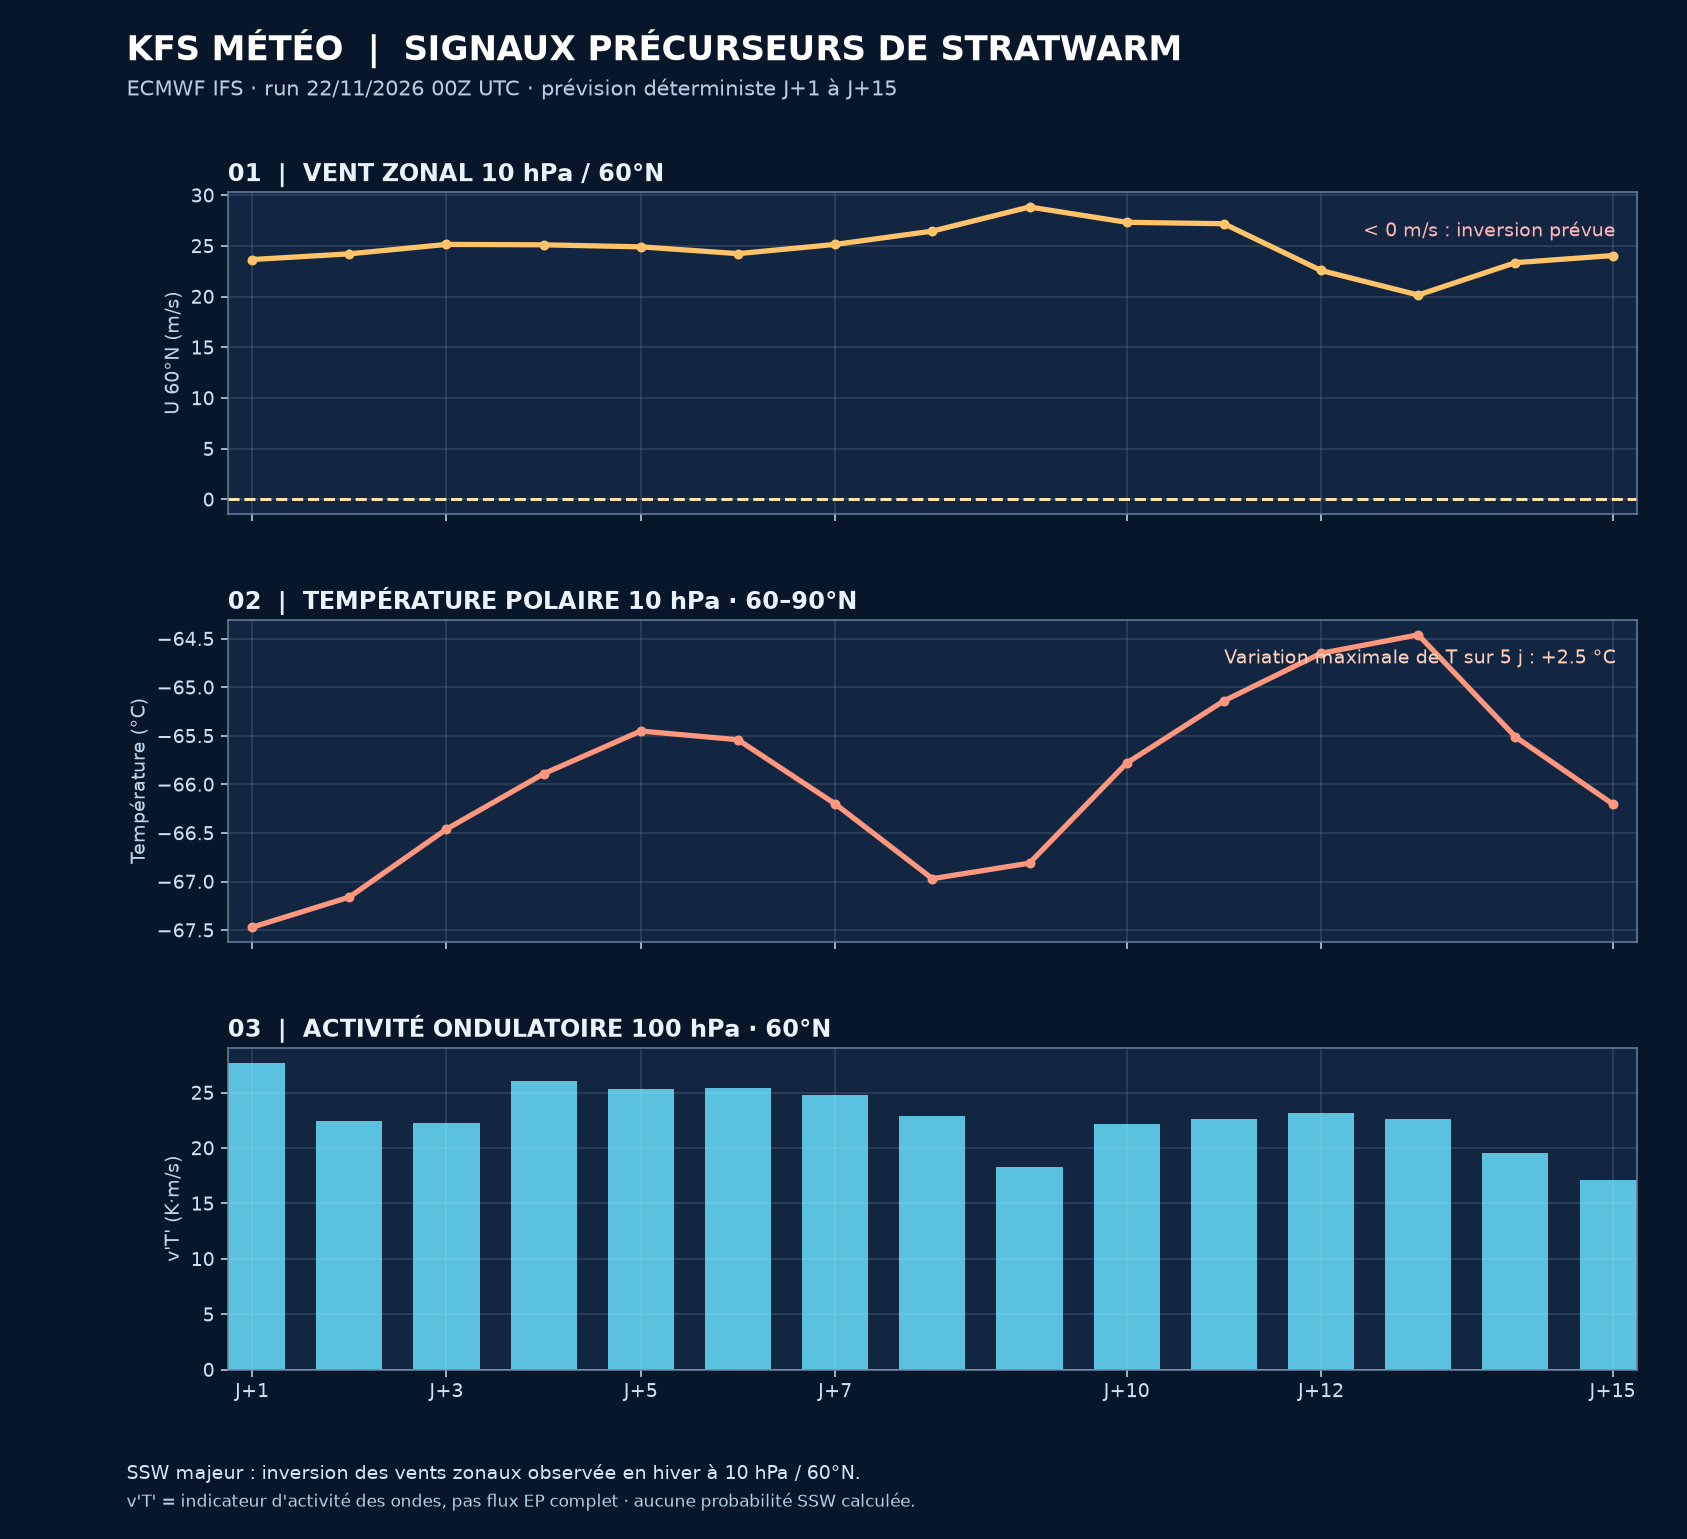 KFS MÉTÉO | SIGNAUX PRÉCURSEURS DE STRATWARM
ECMWF IFS · run 22/11/2026 00Z UTC · prévision déterministe J+1 à J+15
01 | VENT ZONAL 10 hPa / 60°N
30
25
20
15
10
5
0
U 60°N (m/s)
< 0 m/s : inversion prévue
02 | TEMPÉRATURE POLAIRE 10 hPa · 60–90°N
−64.5
−65.0
−65.5
−66.0
−66.5
−67.0
−67.5
Température (°C)
Variation maximale de T sur 5 j : +2.5 °C
03 | ACTIVITÉ ONDULATOIRE 100 hPa · 60°N
25
20
15
10
5
0
v'T' (K·m/s)
J+1 J+3 J+5 J+7 J+10 J+12 J+15
SSW majeur : inversion des vents zonaux observée en hiver à 10 hPa / 60°N.
v'T' = indicateur d'activité des ondes, pas flux EP complet · aucune probabilité SSW calculée.